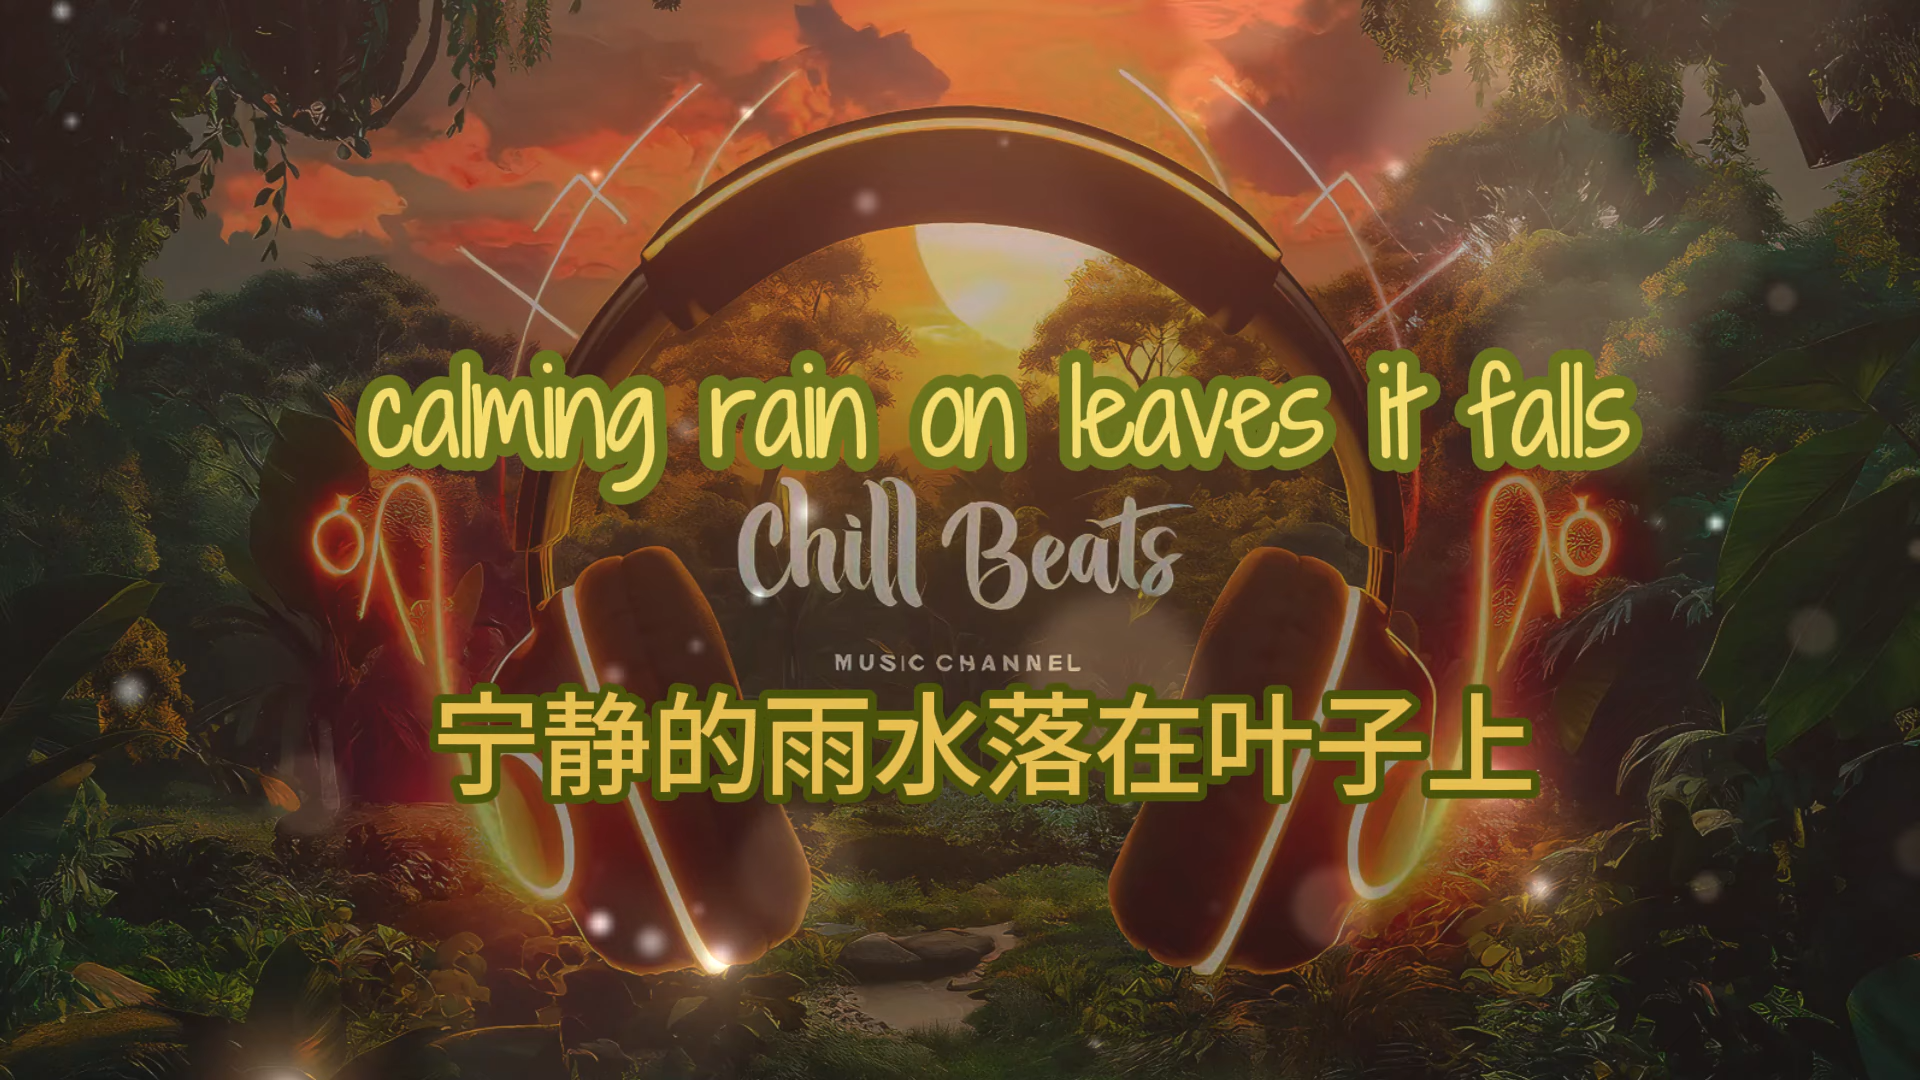 calming rain on leaves it falls
Chill Beats
MUSIC CHANNEL
宁静的雨水落在叶子上